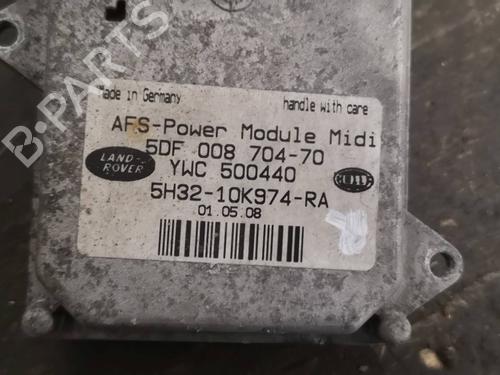 B-PARTS
Made in Germany
handle with care
AFS-Power Module Midi
5DF 008 704-70
LAND-
ROVER
YWC 500440
5H32-10K974-RA
01.05.08